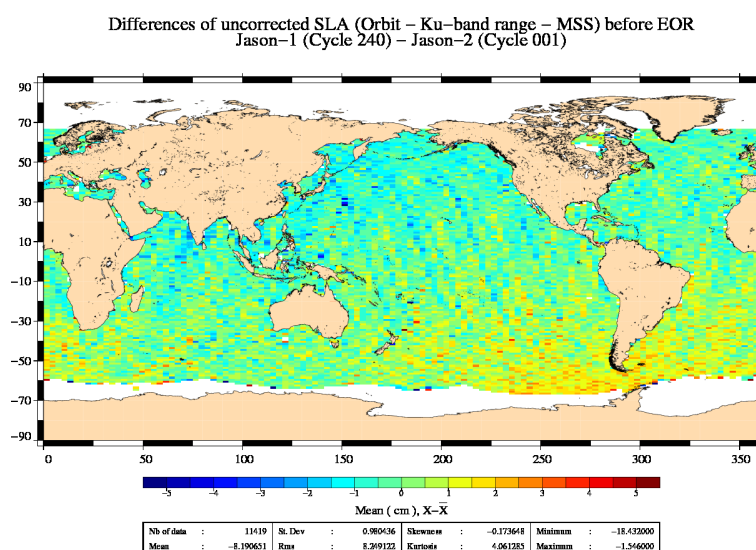 Differences of uncorrected SLA (Orbit − Ku−band range − MSS) before EOR
Jason−1 (Cycle 240) − Jason−2 (Cycle 001)
90
70
50
30
10
−10
−30
−50
−70
−90
0 50 100 150 200 250 300 350
−5 −4 −3 −2 −1 0 1 2 3 4 5
Mean ( cm ), X−X̅
Nb of data : 11419 St. Dev : 0.980436 Skewness : −0.173648 Minimum : −18.432000
Mean : −8.190651 Rms : 8.249122 Kurtosis : 4.061285 Maximum : −1.546000